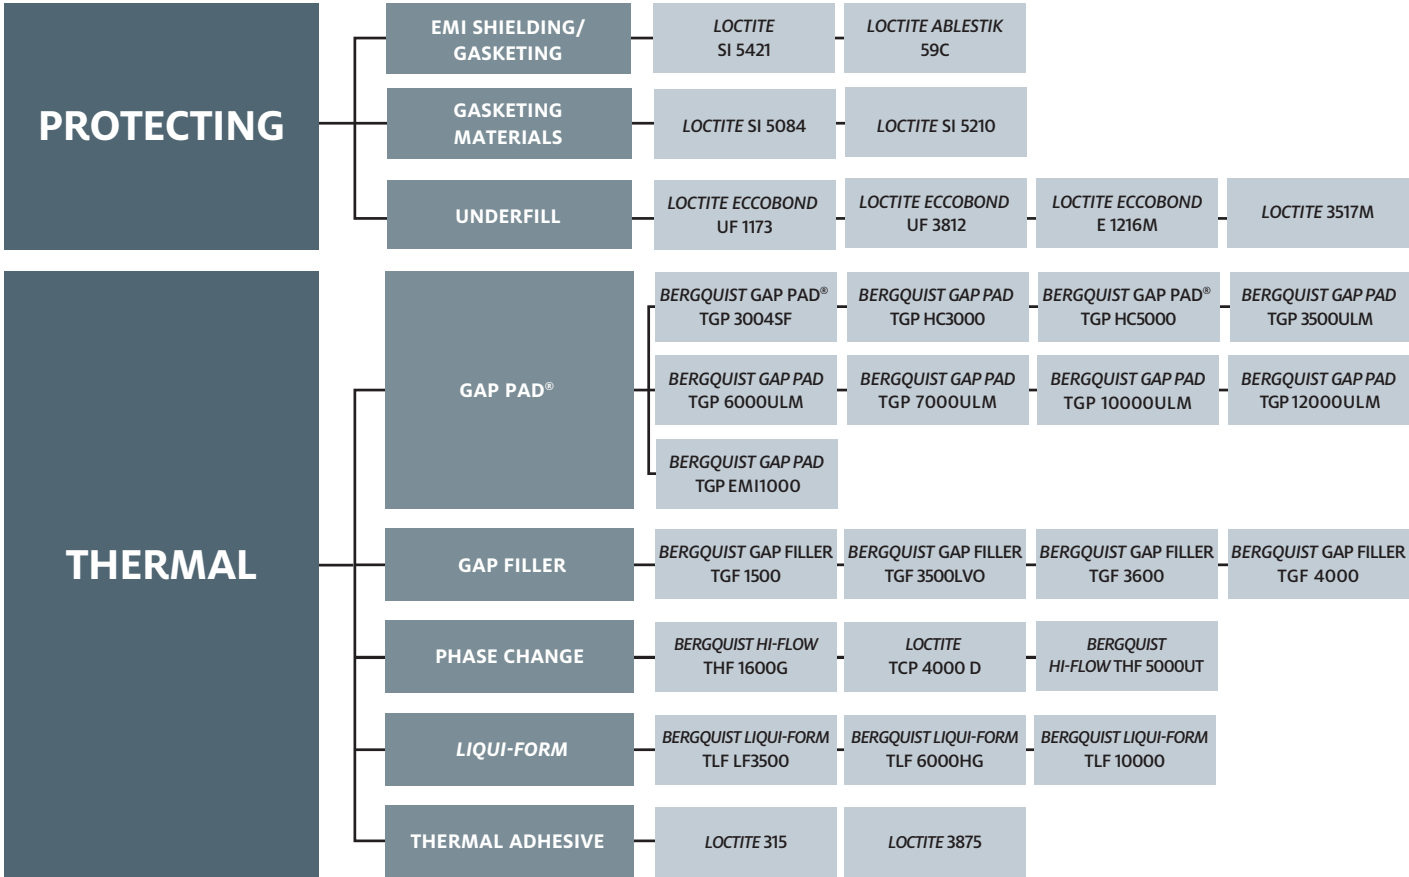 PROTECTING
EMI SHIELDING/
GASKETING
LOCTITE
SI 5421
LOCTITE ABLESTIK
59C
GASKETING
MATERIALS
LOCTITE SI 5084
LOCTITE SI 5210
UNDERFILL
LOCTITE ECCOBOND
UF 1173
LOCTITE ECCOBOND
UF 3812
LOCTITE ECCOBOND
E 1216M
LOCTITE 3517M
THERMAL
GAP PAD®
BERGQUIST GAP PAD®
TGP 3004SF
BERGQUIST GAP PAD
TGP HC3000
BERGQUIST GAP PAD®
TGP HC5000
BERGQUIST GAP PAD
TGP 3500ULM
BERGQUIST GAP PAD
TGP 6000ULM
BERGQUIST GAP PAD
TGP 7000ULM
BERGQUIST GAP PAD
TGP 10000ULM
BERGQUIST GAP PAD
TGP 12000ULM
BERGQUIST GAP PAD
TGP EMI1000
GAP FILLER
BERGQUIST GAP FILLER
TGF 1500
BERGQUIST GAP FILLER
TGF 3500LVO
BERGQUIST GAP FILLER
TGF 3600
BERGQUIST GAP FILLER
TGF 4000
PHASE CHANGE
BERGQUIST HI-FLOW
THF 1600G
LOCTITE
TCP 4000 D
BERGQUIST
HI-FLOW THF 5000UT
LIQUI-FORM
BERGQUIST LIQUI-FORM
TLF LF3500
BERGQUIST LIQUI-FORM
TLF 6000HG
BERGQUIST LIQUI-FORM
TLF 10000
THERMAL ADHESIVE
LOCTITE 315
LOCTITE 3875